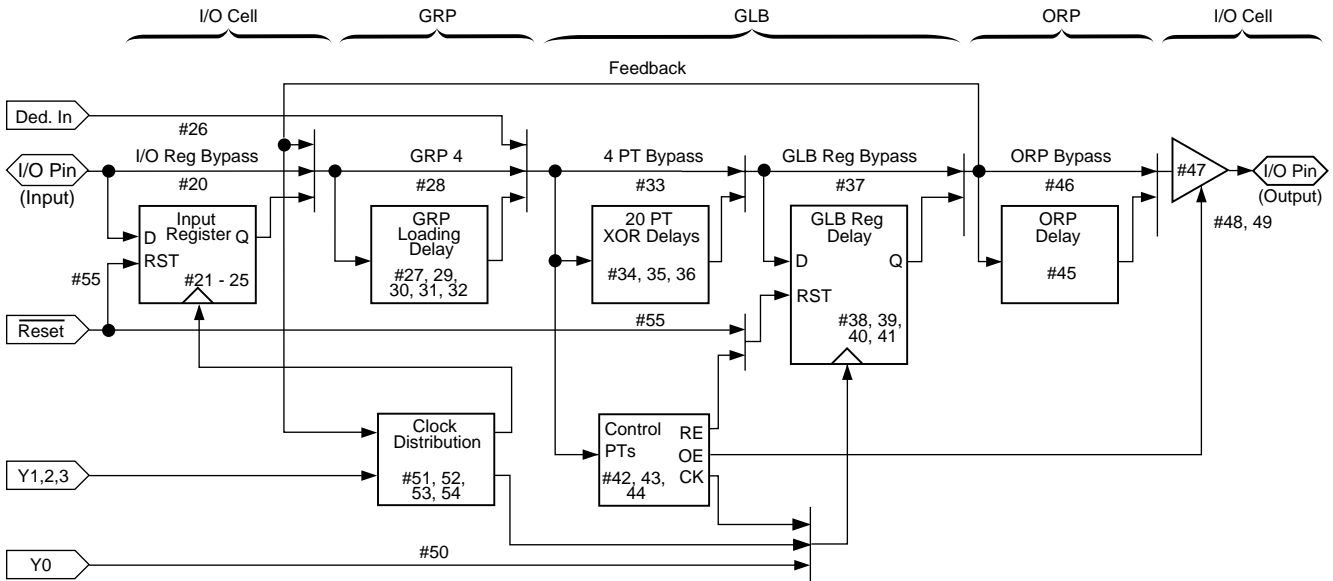 I/O Cell
GRP
GLB
ORP
I/O Cell
Feedback
Ded. In
#26
I/O Pin
(Input)
I/O Reg Bypass
#20
GRP 4
#28
4 PT Bypass
#33
GLB Reg Bypass
#37
ORP Bypass
#46
#47
I/O Pin
(Output)
#48, 49
Input
Register
D
Q
RST
#21 - 25
GRP
Loading
Delay
#27, 29,
30, 31, 32
20 PT
XOR Delays
#34, 35, 36
GLB Reg
Delay
D
Q
RST
#38, 39,
40, 41
ORP
Delay
#45
#55
Reset
#55
Clock
Distribution
#51, 52,
53, 54
Control
PTs
RE
OE
CK
#42, 43,
44
Y1,2,3
Y0
#50